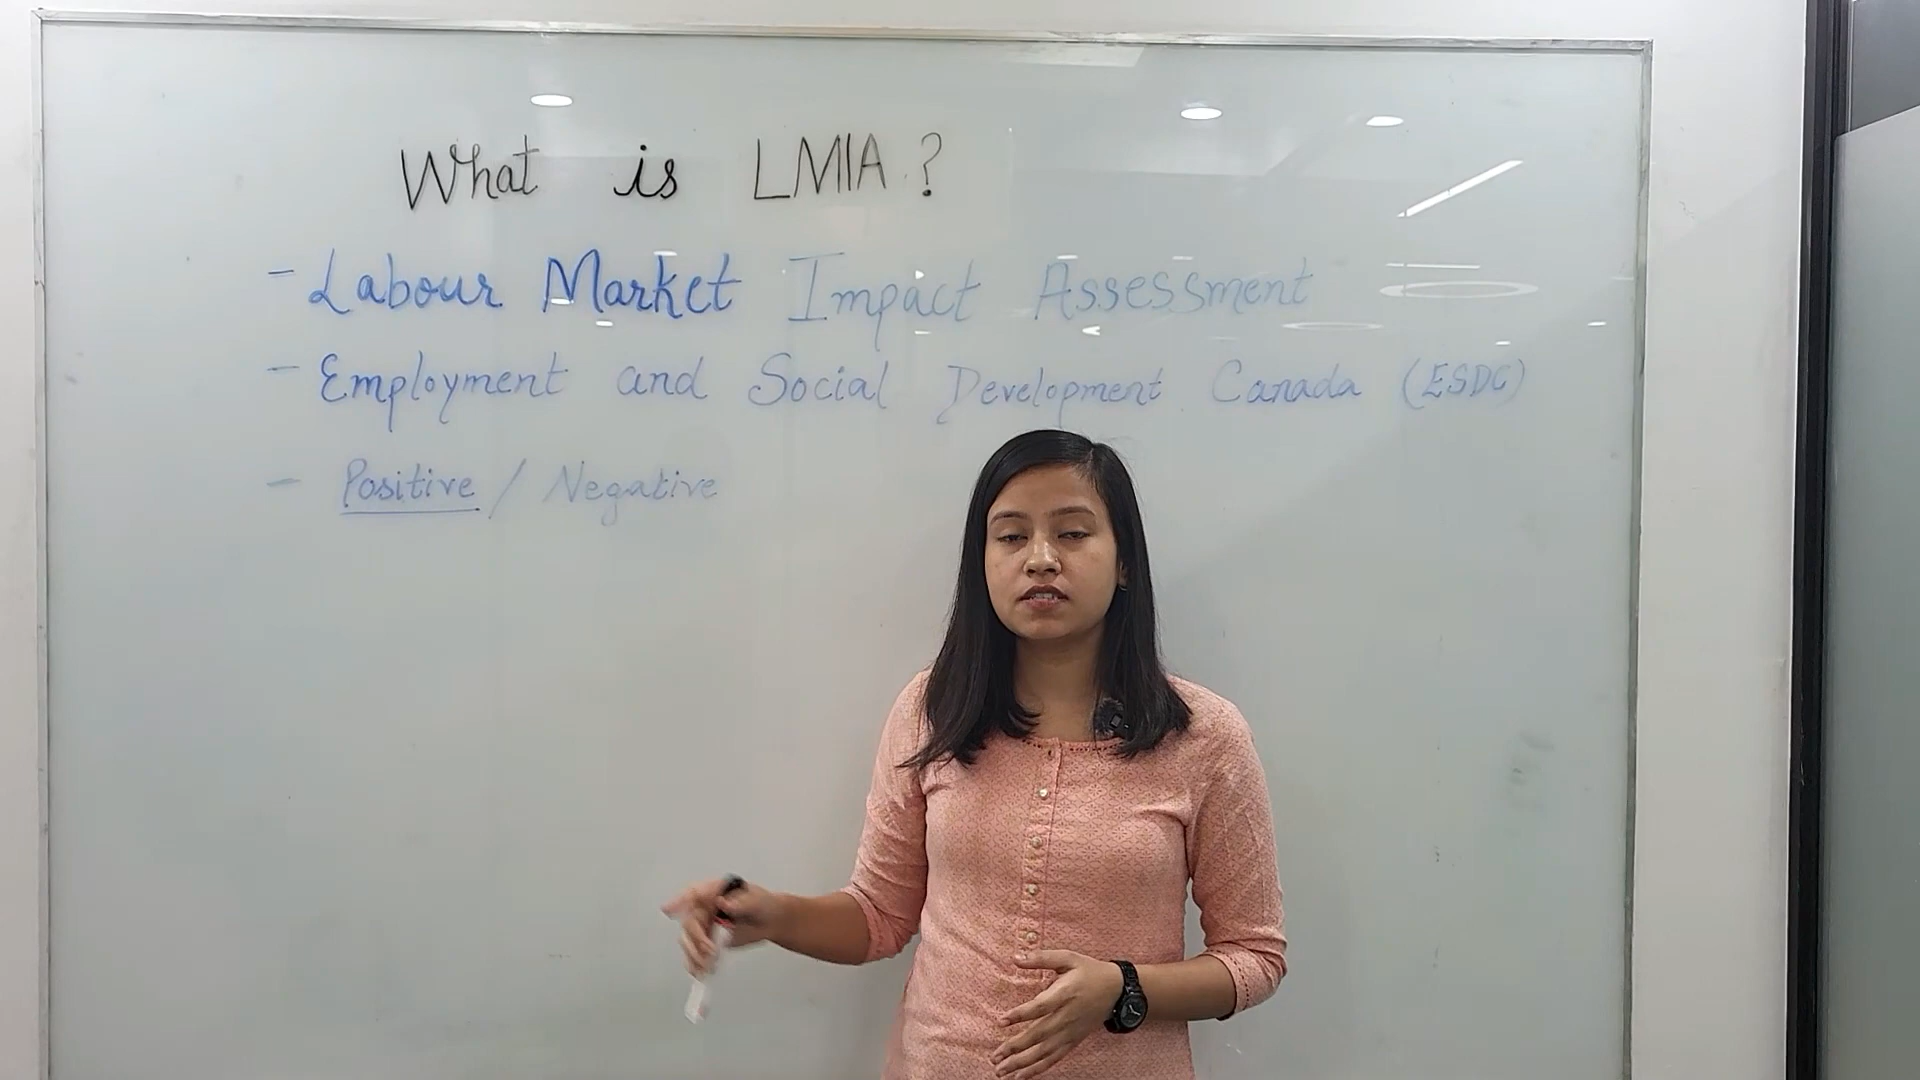 What is LMIA ?
- Labour Market Impact Assessment
- Employment and Social Development Canada (ESDC)
- Positive / Negative